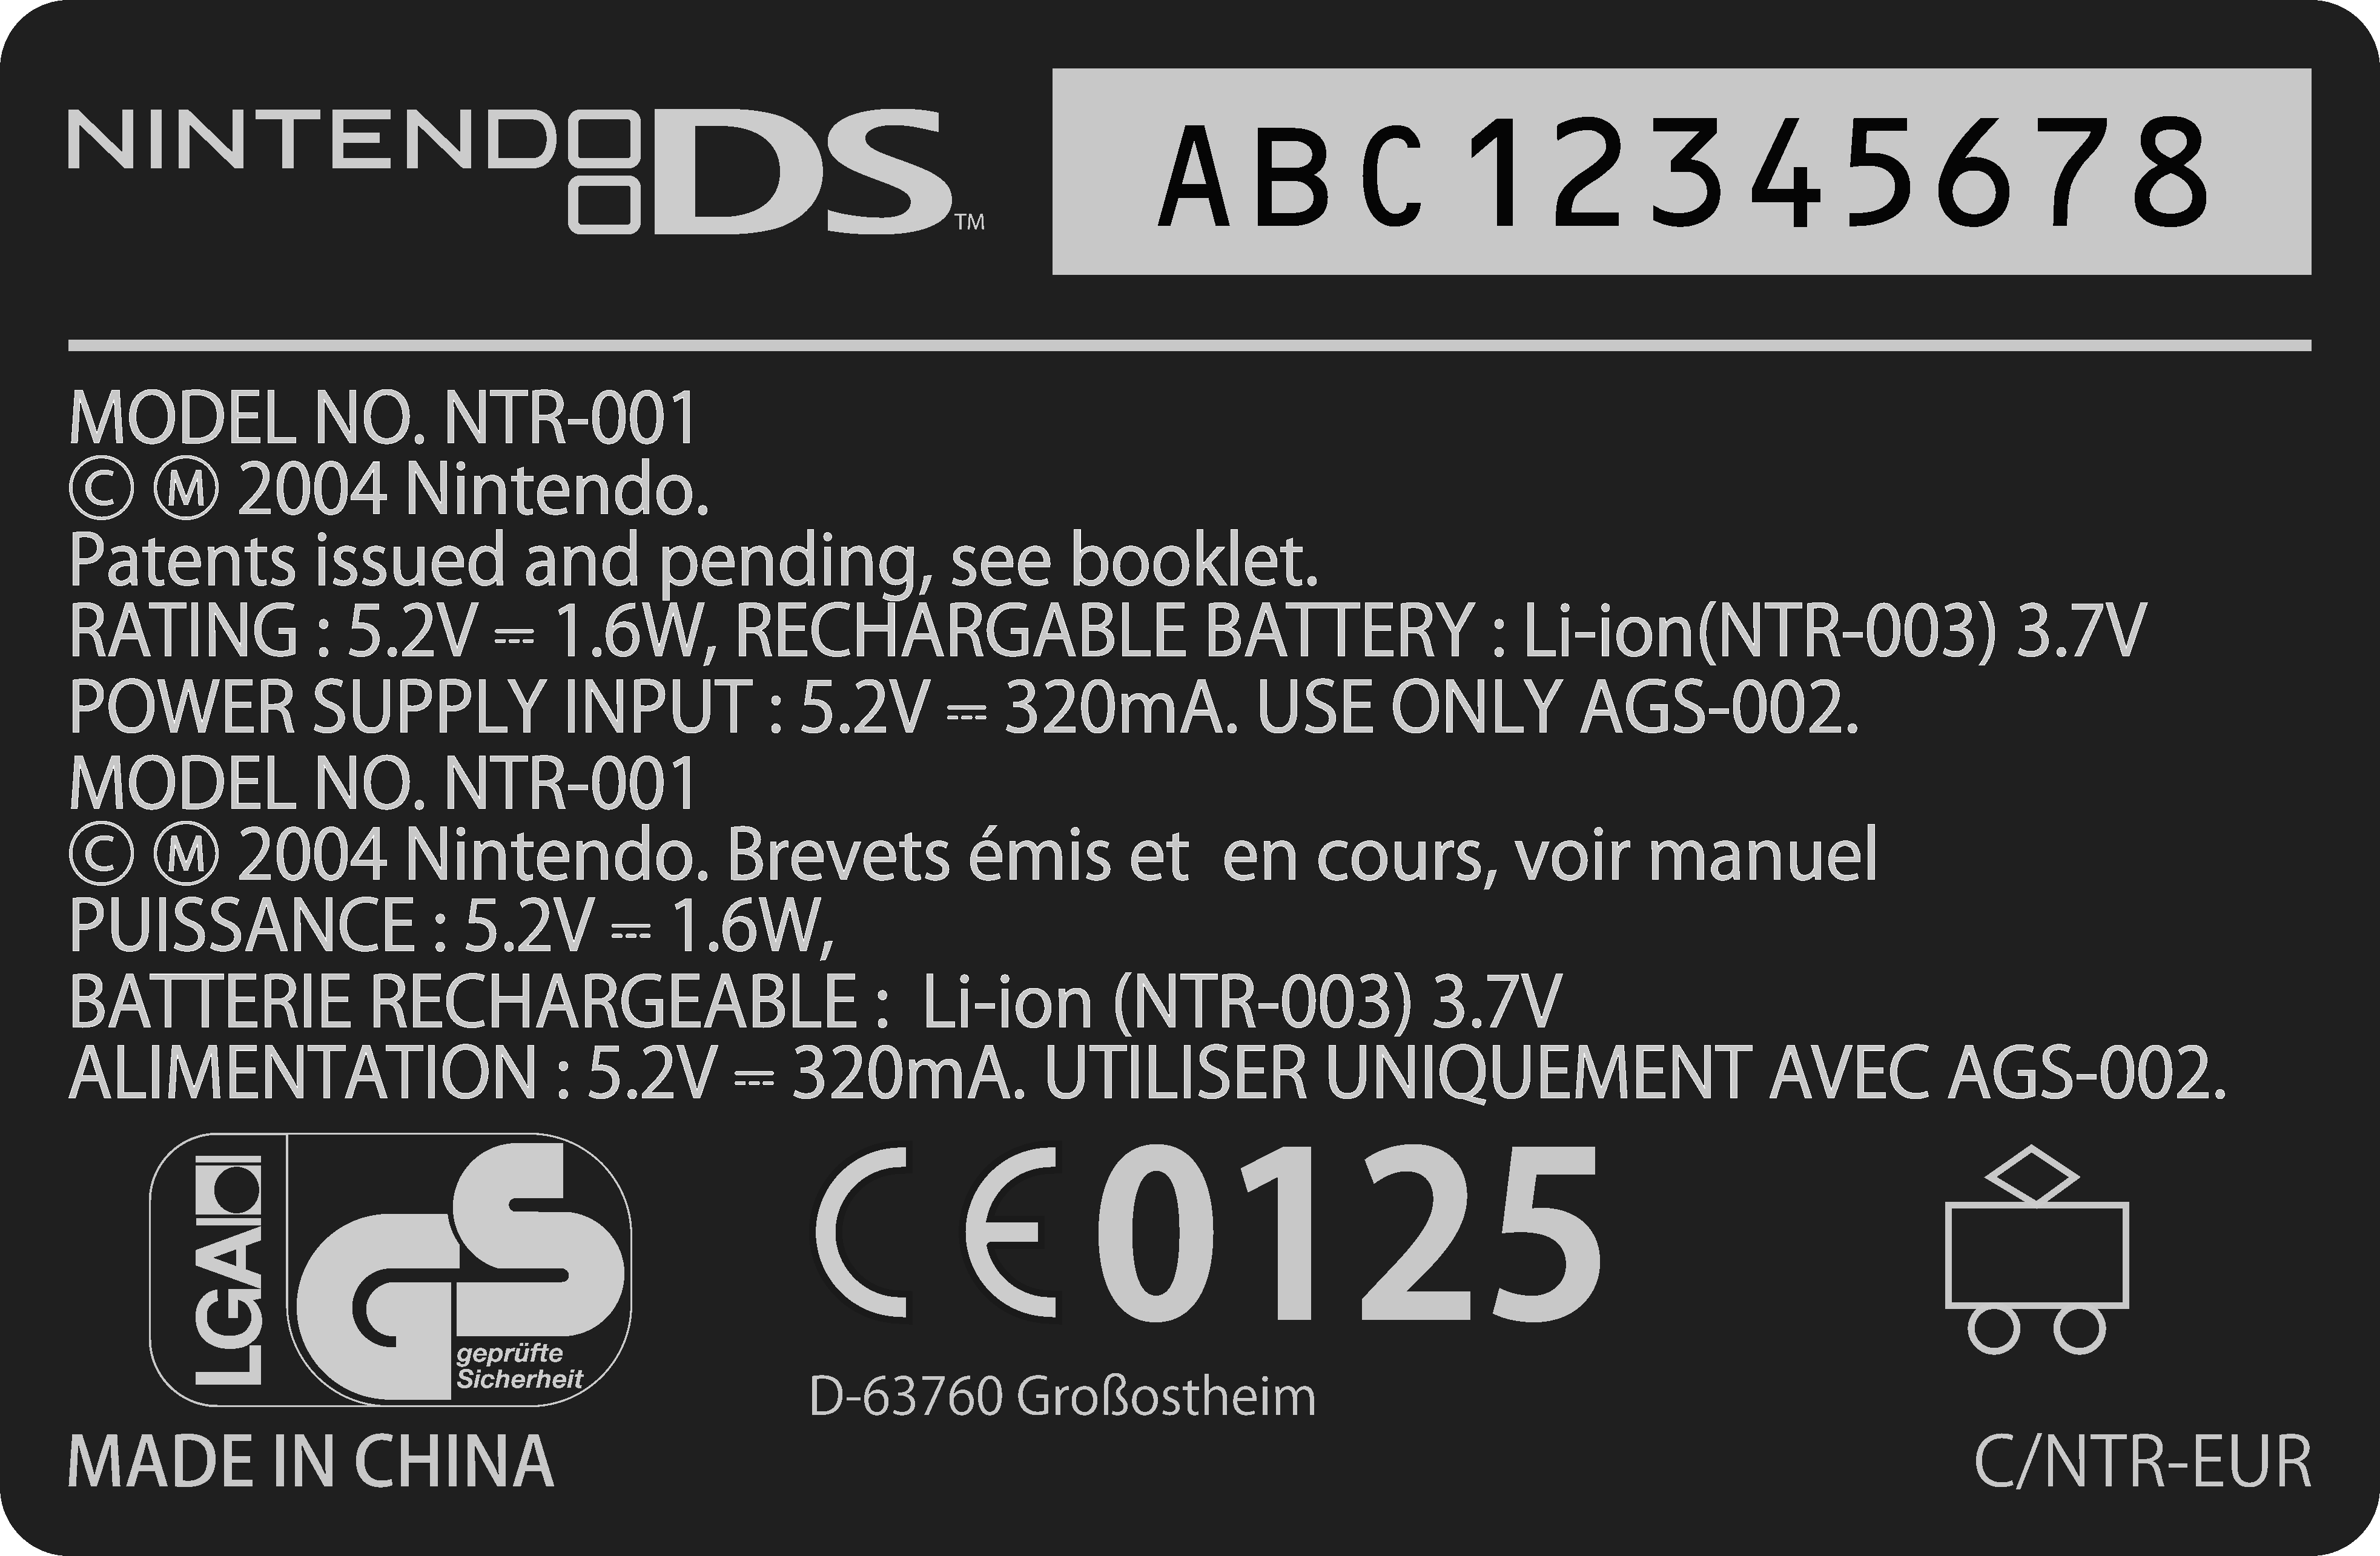 NINTENDO DS™ ABC12345678
MODEL NO. NTR-001
© Ⓜ 2004 Nintendo.
Patents issued and pending, see booklet.
RATING : 5.2V ⎓ 1.6W, RECHARGABLE BATTERY : Li-ion(NTR-003) 3.7V
POWER SUPPLY INPUT : 5.2V ⎓ 320mA. USE ONLY AGS-002.
MODEL NO. NTR-001
© Ⓜ 2004 Nintendo. Brevets émis et en cours, voir manuel
PUISSANCE : 5.2V ⎓ 1.6W,
BATTERIE RECHARGEABLE : Li-ion (NTR-003) 3.7V
ALIMENTATION : 5.2V ⎓ 320mA. UTILISER UNIQUEMENT AVEC AGS-002.
LGA
GS
geprüfte
Sicherheit
CE0125
D-63760 Großostheim
MADE IN CHINA
C/NTR-EUR